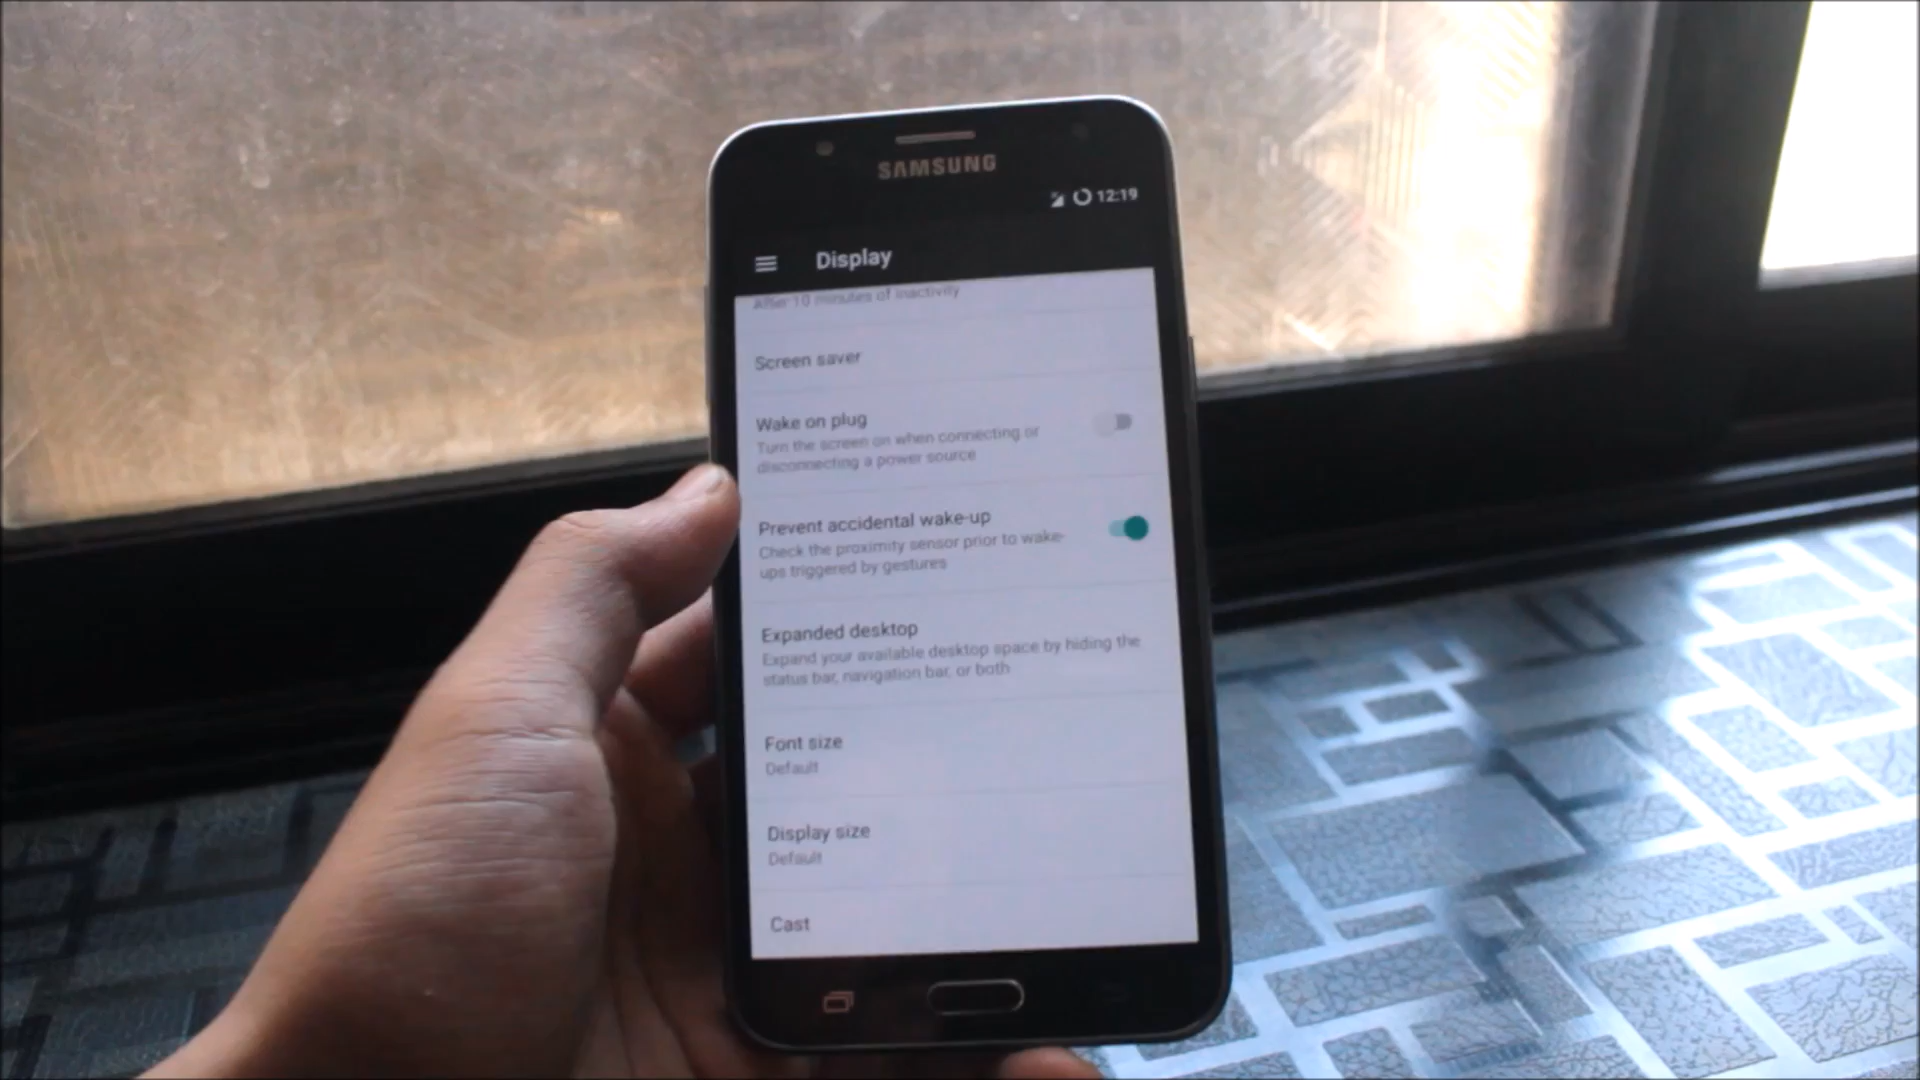 SAMSUNG
12:19
Display
After 10 minutes of inactivity
Screen saver
Wake on plug
Turn the screen on when connecting or
disconnecting a power source
Prevent accidental wake-up
Check the proximity sensor prior to wake-
ups triggered by gestures
Expanded desktop
Expand your available desktop space by hiding the
status bar, navigation bar, or both
Font size
Default
Display size
Default
Cast